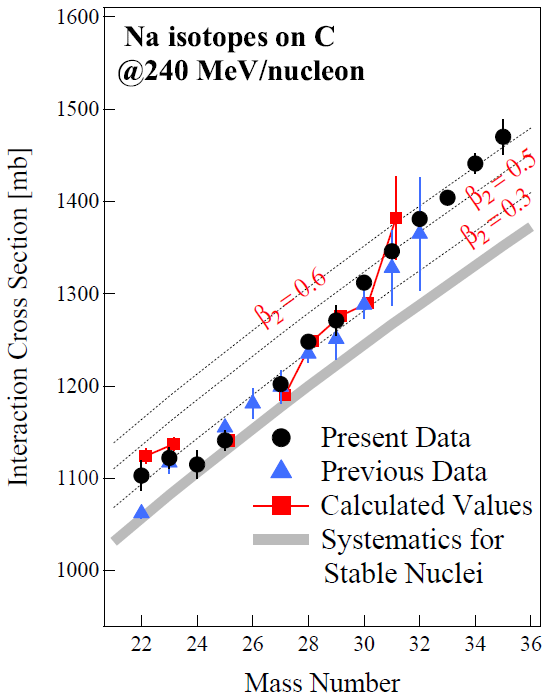 Na isotopes on C
@240 MeV/nucleon
Interaction Cross Section [mb]
1600
1500
1400
1300
1200
1100
1000
β₂=0.6
β₂=0.5
β₂=0.3
Present Data
Previous Data
Calculated Values
Systematics for
Stable Nuclei
22 24 26 28 30 32 34 36
Mass Number